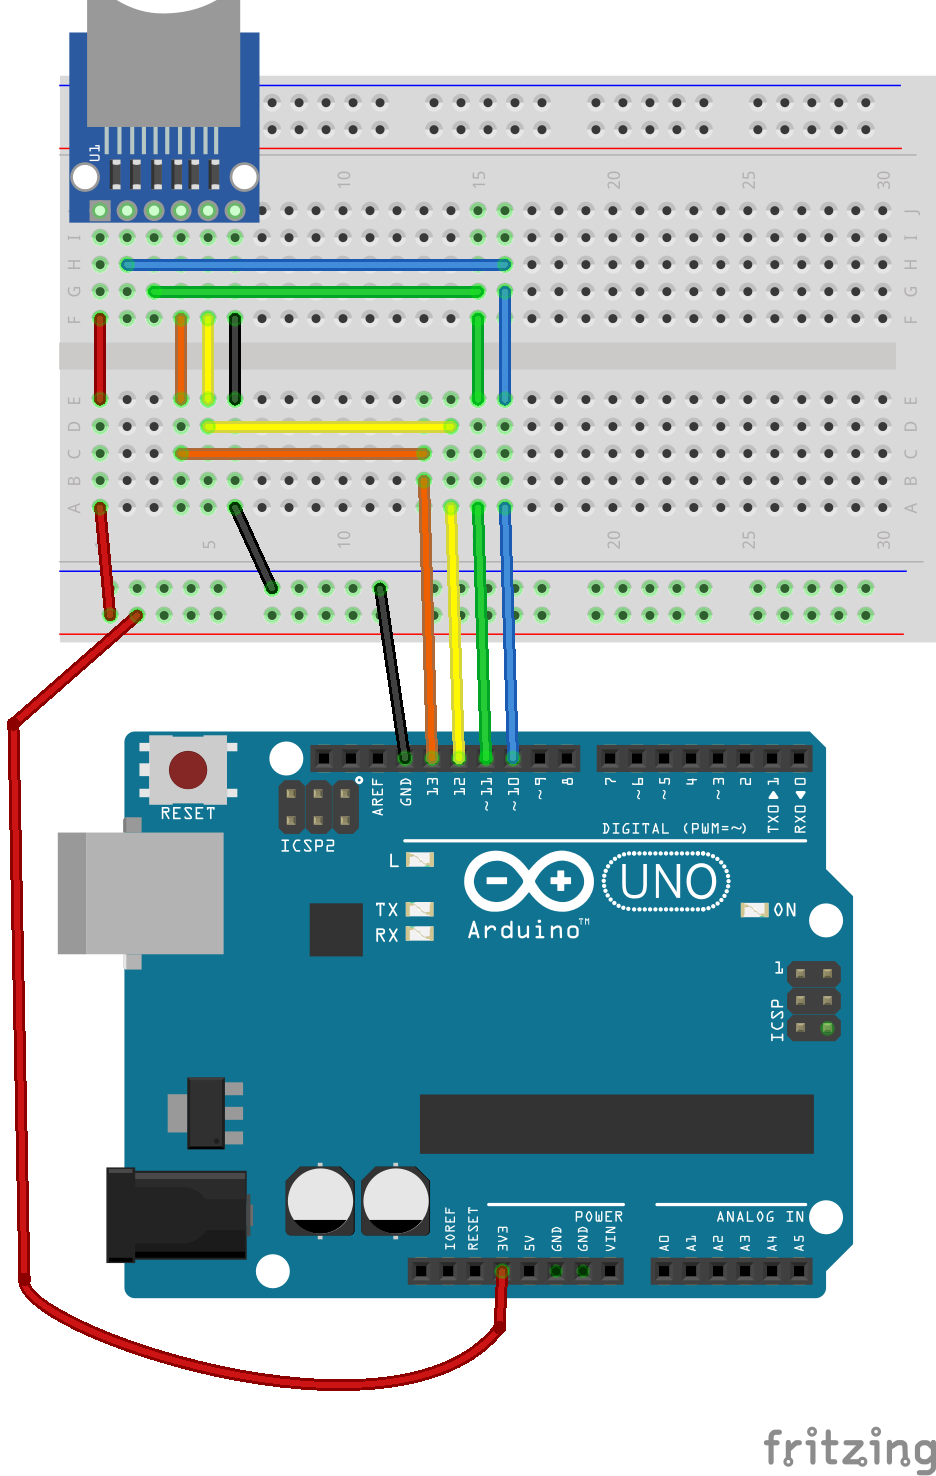 U1
10 15 20 25 30
J J
I I
H H
G G
F F
E E
D D
C C
B B
A A
5 10 20 25 30
RESET
ICSP2
AREF
GND
13
12
~11
~10
~9
8
7
~6
~5
4
~3
2
TX0▶1
RX0◀0
DIGITAL (PWM=~)
L
TX
RX
UNO
Arduino™
ON
1
ICSP
POWER
ANALOG IN
IOREF
RESET
3V3
5V
GND
GND
VIN
A0
A1
A2
A3
A4
A5
fritzing